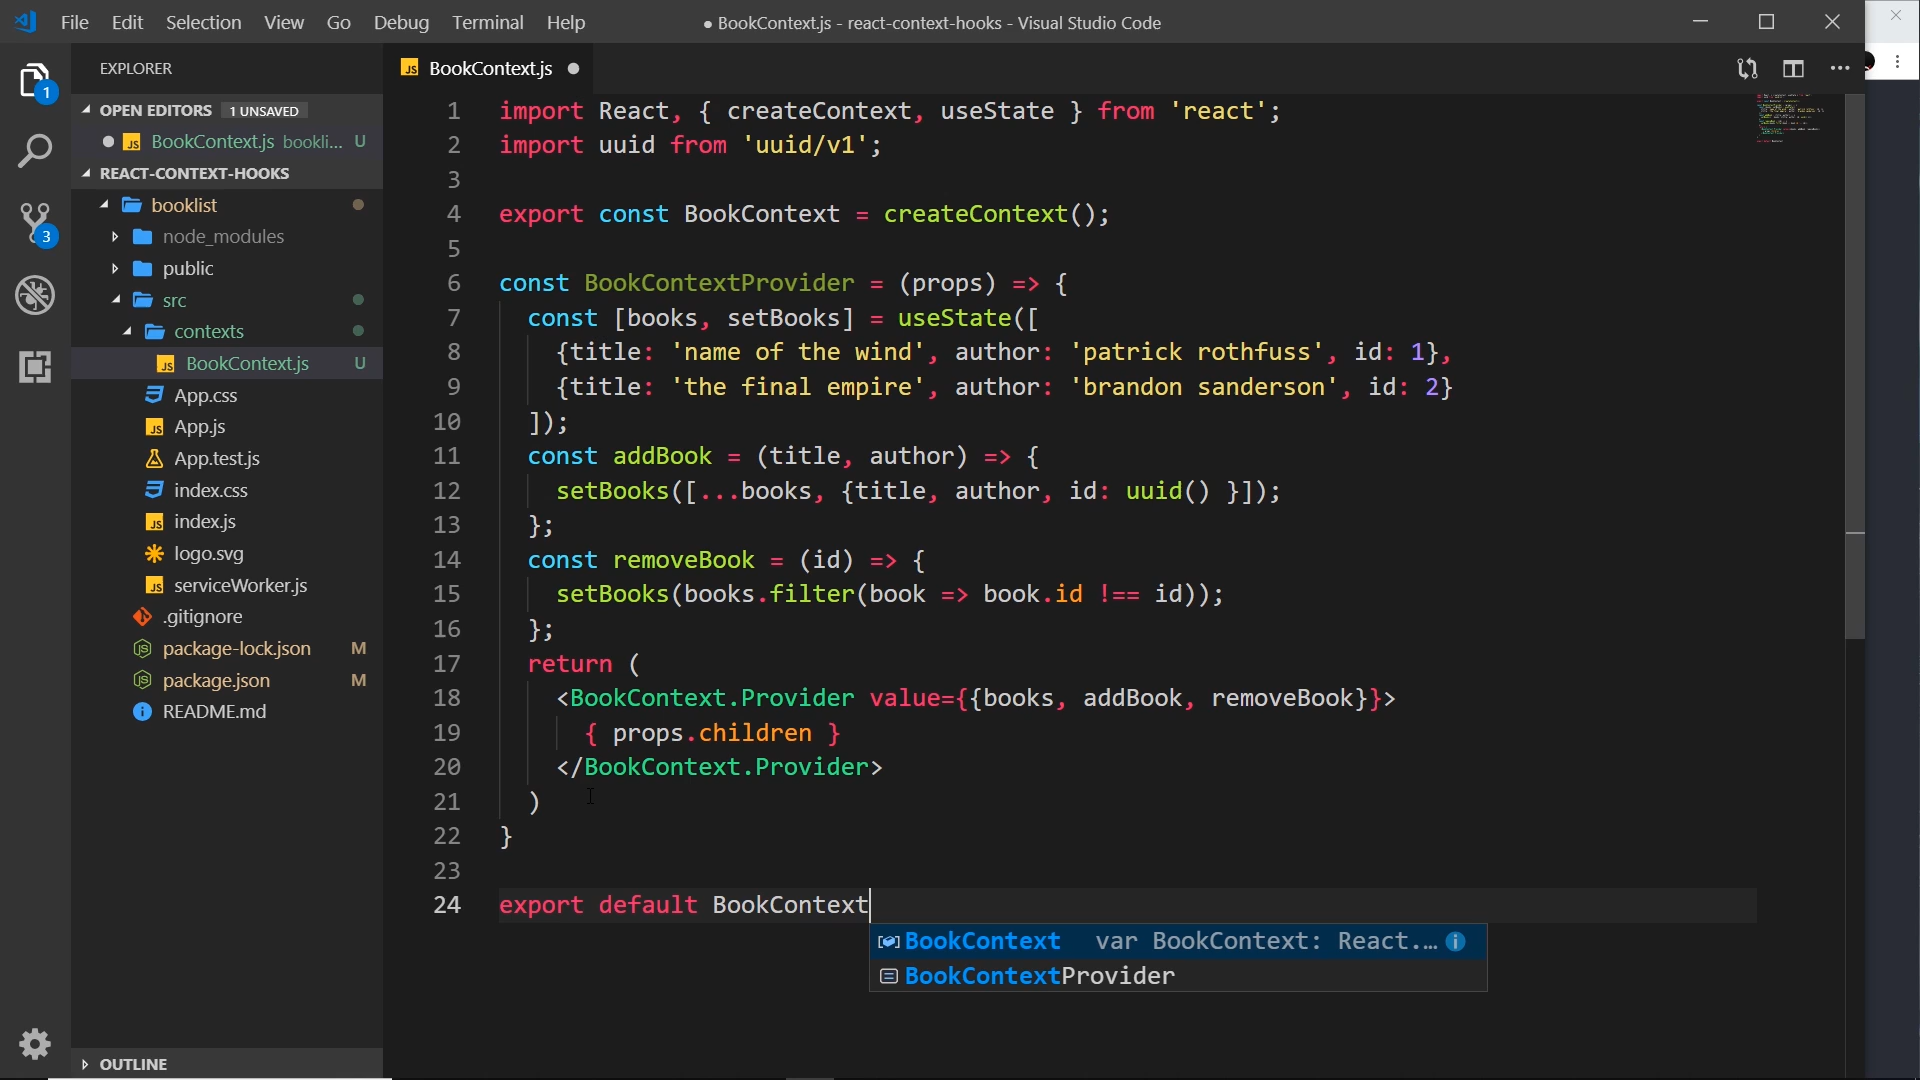 File Edit Selection View Go Debug Terminal Help
● BookContext.js - react-context-hooks - Visual Studio Code
EXPLORER
OPEN EDITORS 1 UNSAVED
JS BookContext.js bookli... U
REACT-CONTEXT-HOOKS
booklist
node_modules
public
src
contexts
JS BookContext.js U
App.css
JS App.js
App.test.js
index.css
JS index.js
logo.svg
JS serviceWorker.js
.gitignore
package-lock.json M
package.json M
README.md
OUTLINE
1
3
JS BookContext.js ●
1 import React, { createContext, useState } from 'react';
2 import uuid from 'uuid/v1';
3
4 export const BookContext = createContext();
5
6 const BookContextProvider = (props) => {
7 const [books, setBooks] = useState([
8 {title: 'name of the wind', author: 'patrick rothfuss', id: 1},
9 {title: 'the final empire', author: 'brandon sanderson', id: 2}
10 ]);
11 const addBook = (title, author) => {
12 setBooks([...books, {title, author, id: uuid() }]);
13 };
14 const removeBook = (id) => {
15 setBooks(books.filter(book => book.id !== id));
16 };
17 return (
18 <BookContext.Provider value={{books, addBook, removeBook}}>
19 { props.children }
20 </BookContext.Provider>
21 )
22 }
23
24 export default BookContext
BookContext var BookContext: React.…
BookContextProvider